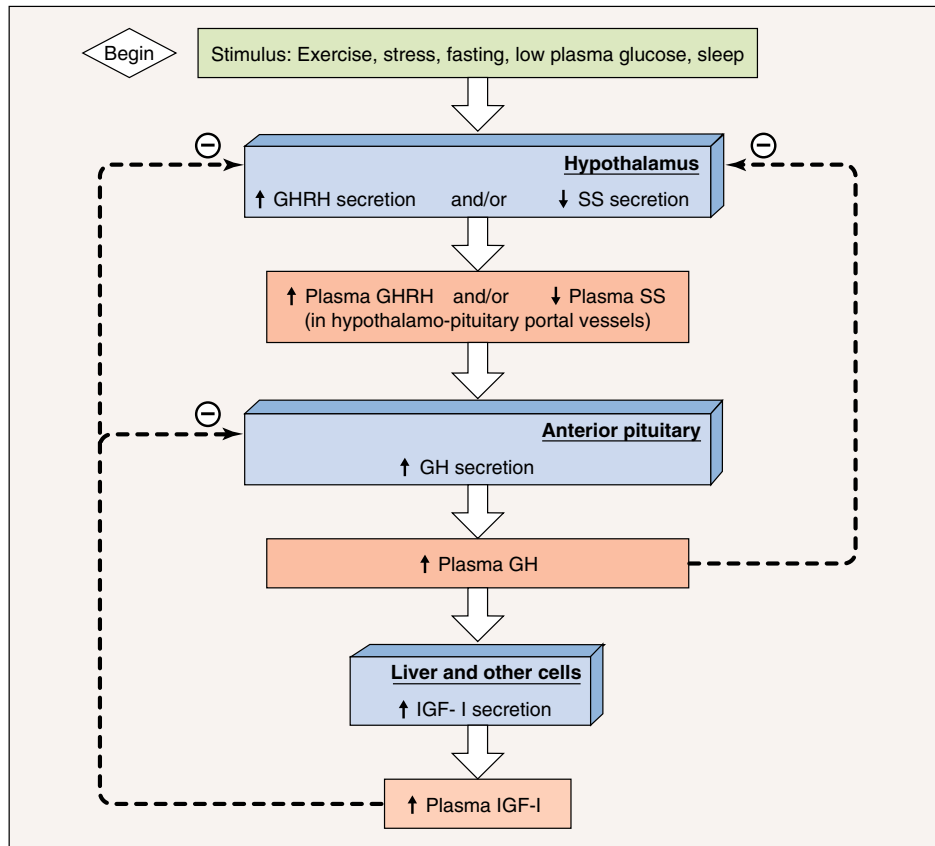 Begin
Stimulus: Exercise, stress, fasting, low plasma glucose, sleep
⊖ ⊖
Hypothalamus
↑ GHRH secretion and/or ↓ SS secretion
↑ Plasma GHRH and/or ↓ Plasma SS
(in hypothalamo-pituitary portal vessels)
⊖
Anterior pituitary
↑ GH secretion
↑ Plasma GH
Liver and other cells
↑ IGF- I secretion
↑ Plasma IGF-I